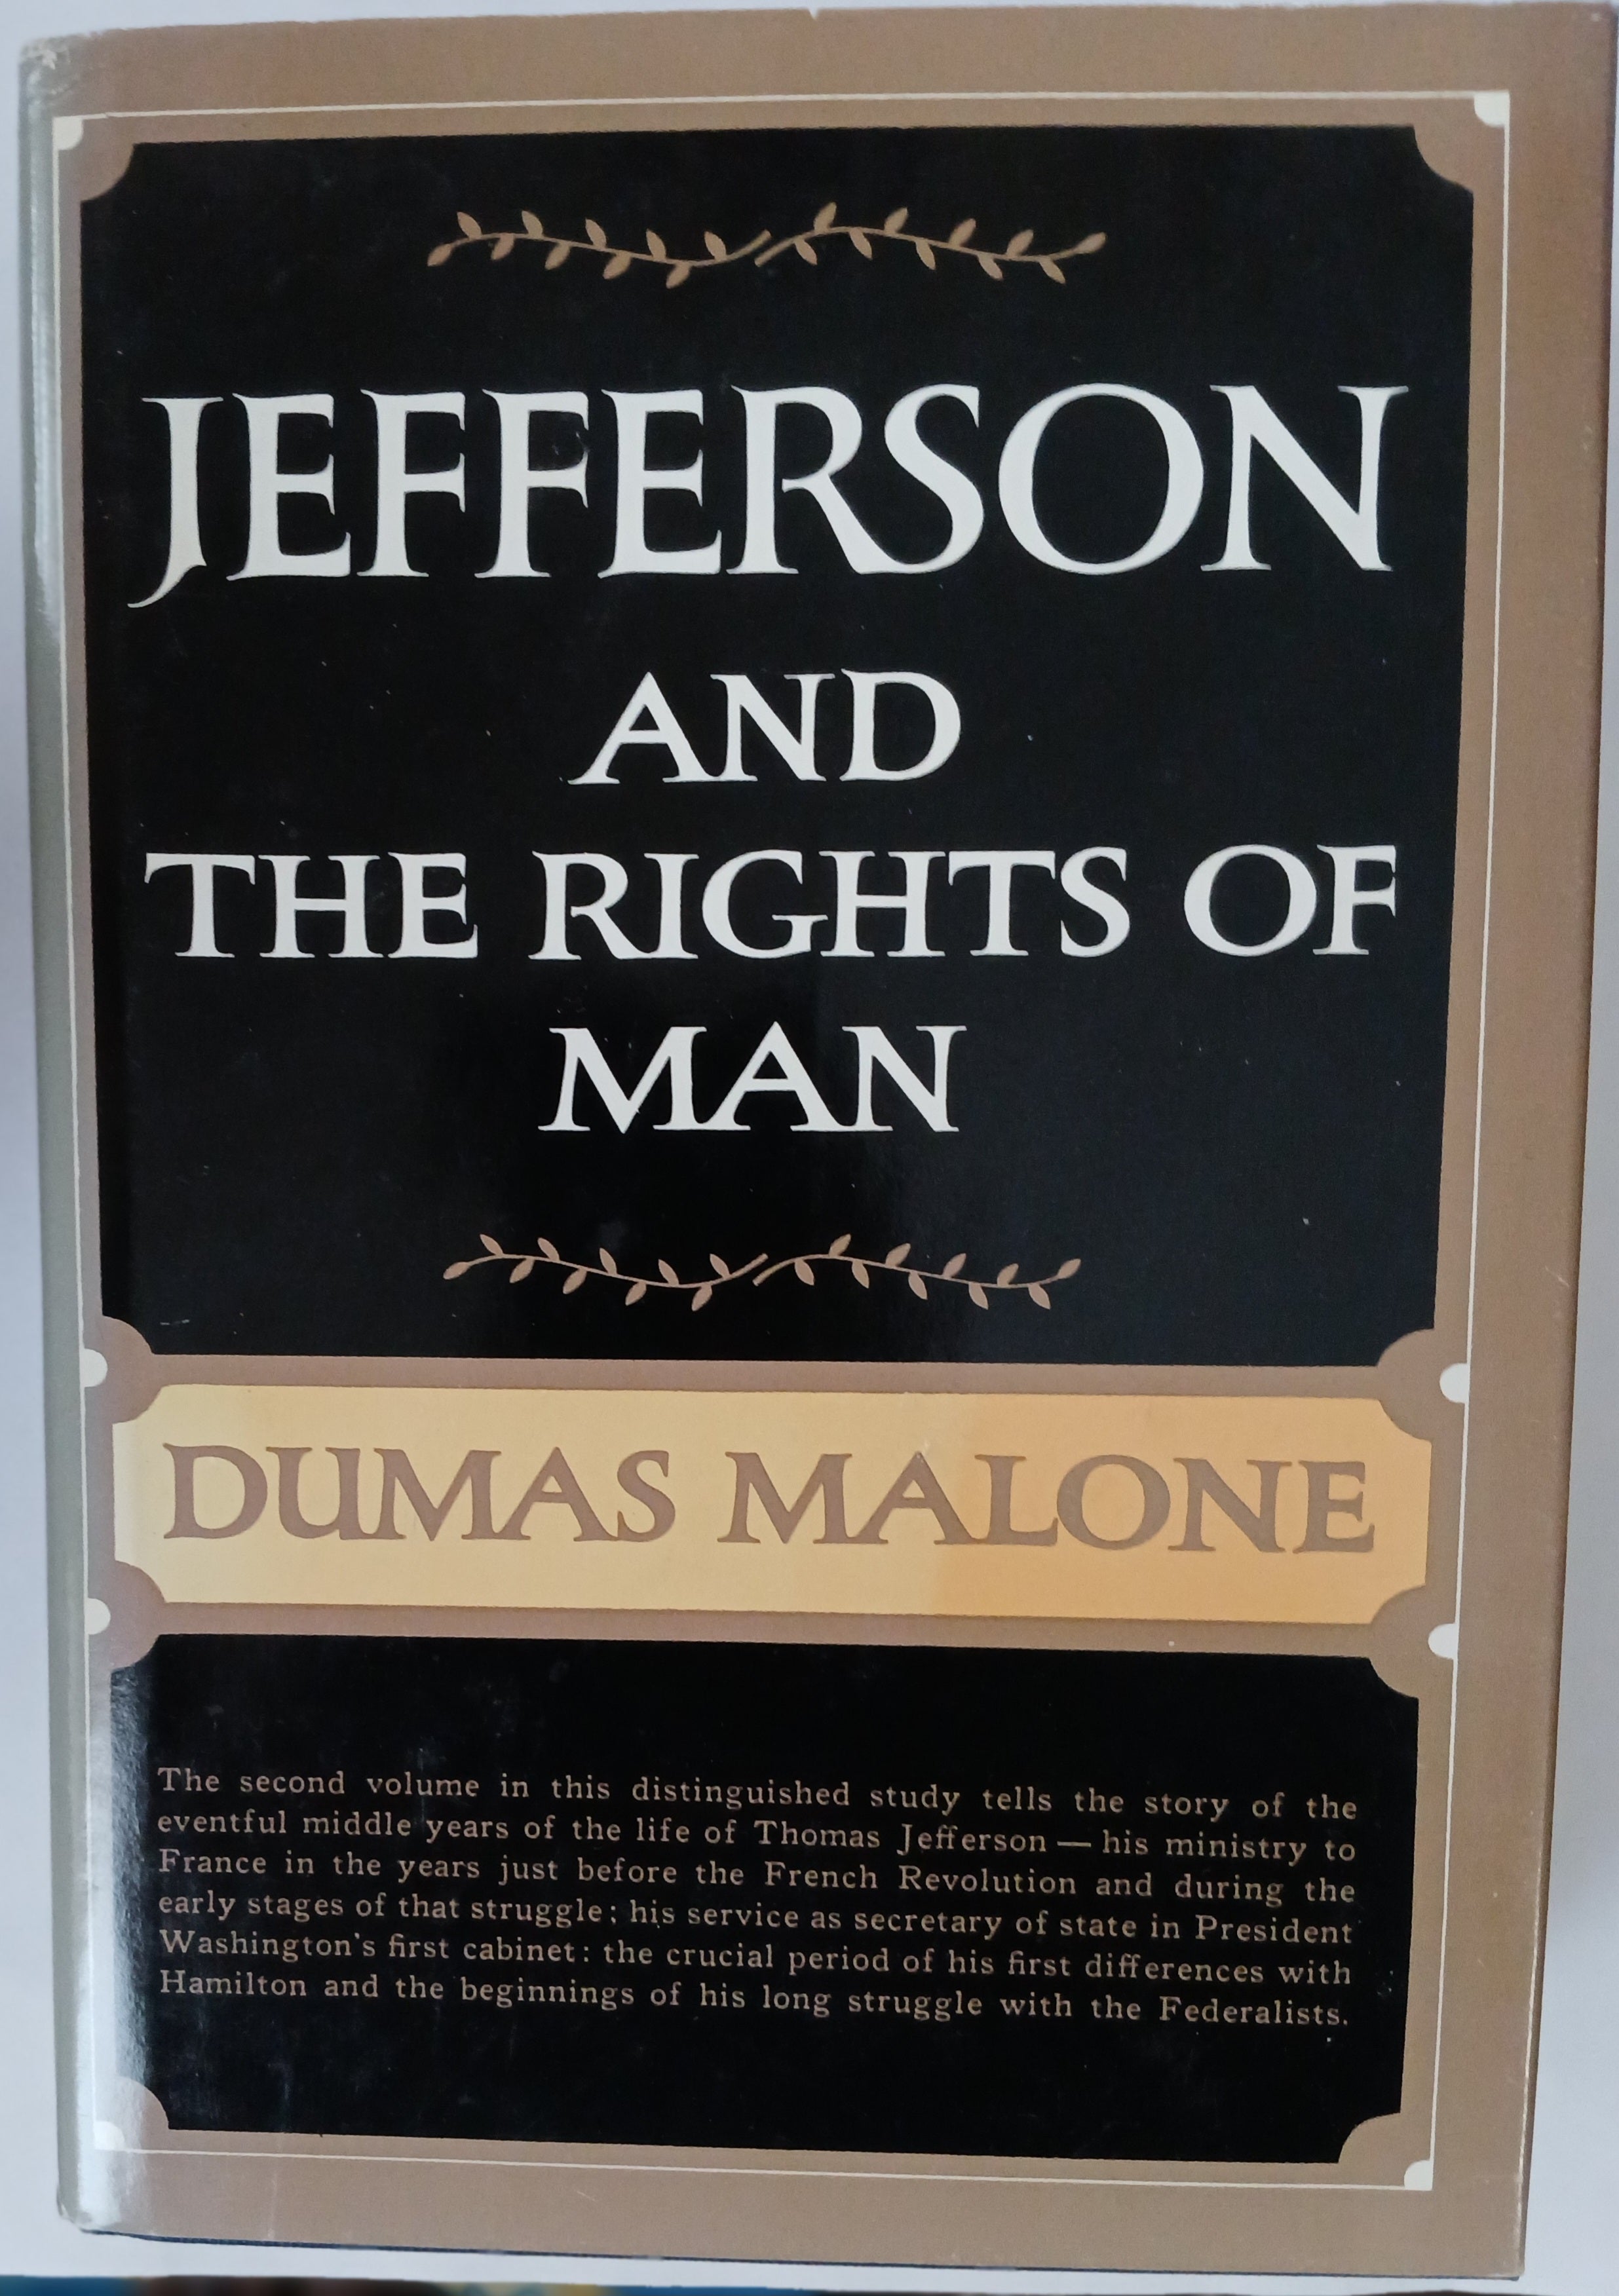 JEFFERSON
AND
THE RIGHTS OF
MAN
DUMAS MALONE
The second volume in this distinguished study tells the story of the
eventful middle years of the life of Thomas Jefferson — his ministry to
France in the years just before the French Revolution and during the
early stages of that struggle; his service as secretary of state in President
Washington's first cabinet: the crucial period of his first differences with
Hamilton and the beginnings of his long struggle with the Federalists.